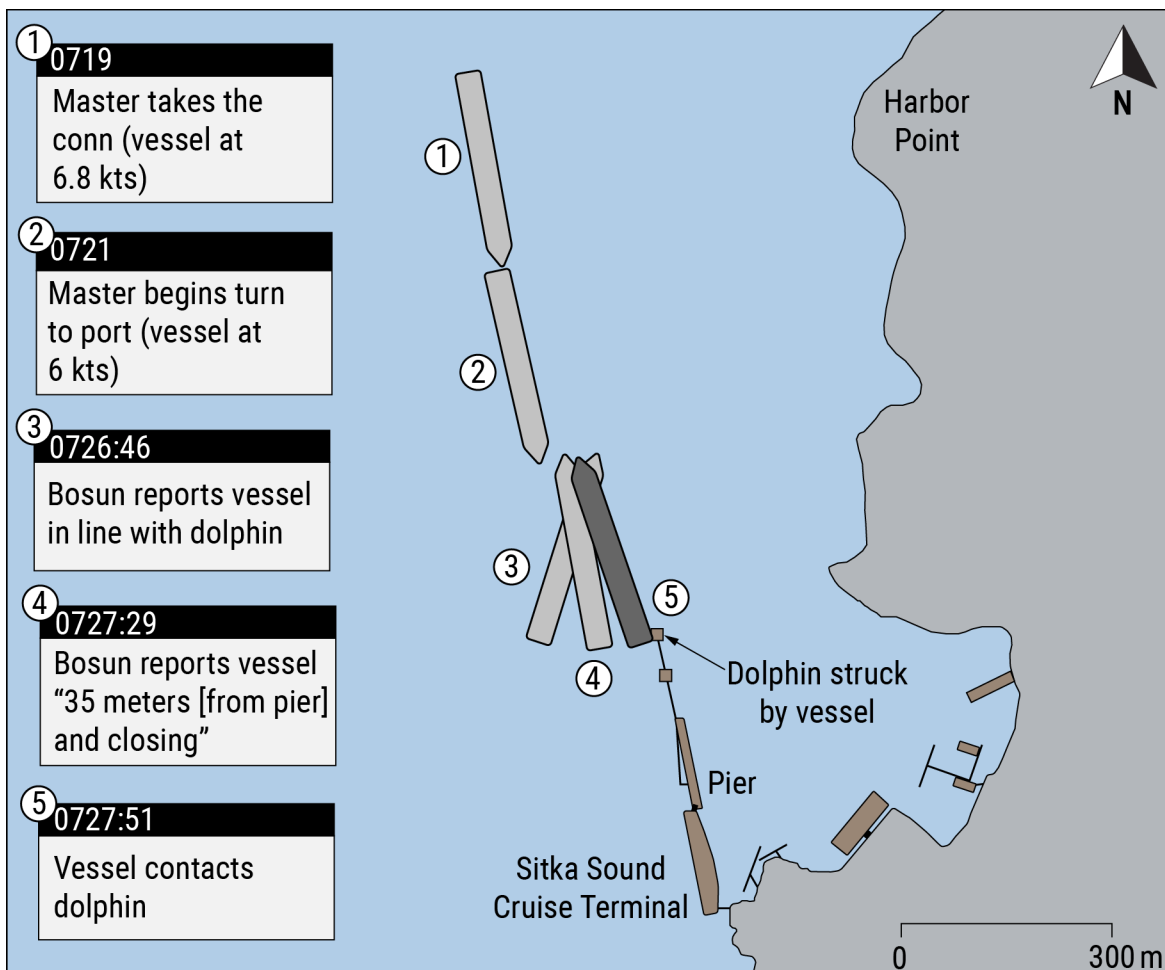 1
0719
Master takes the
conn (vessel at
6.8 kts)
2
0721
Master begins turn
to port (vessel at
6 kts)
3
0726:46
Bosun reports vessel
in line with dolphin
4
0727:29
Bosun reports vessel
“35 meters [from pier]
and closing”
5
0727:51
Vessel contacts
dolphin
1
2
3
4
5
Harbor
Point
N
Dolphin struck
by vessel
Pier
Sitka Sound
Cruise Terminal
0
300 m